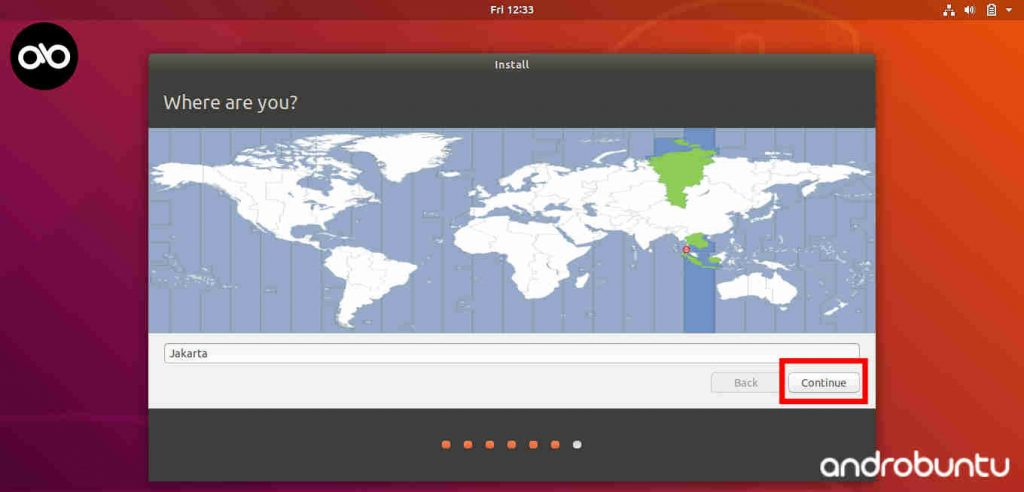 Fri 12:33
Install
Where are you?
Jakarta
Back
Continue
androbuntu